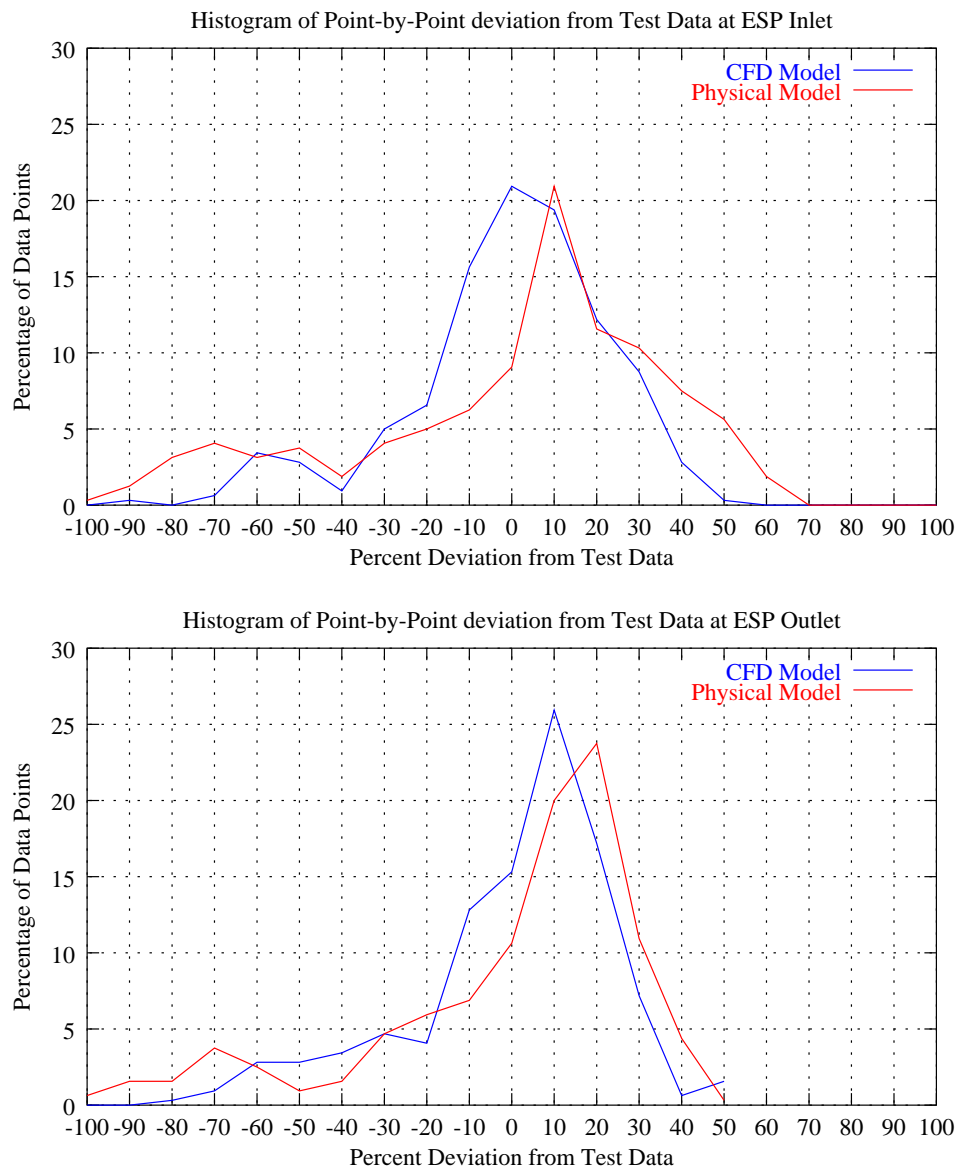 Histogram of Point-by-Point deviation from Test Data at ESP Inlet
30
25
20
15
10
5
0
Percentage of Data Points
CFD Model
Physical Model
-100 -90 -80 -70 -60 -50 -40 -30 -20 -10 0 10 20 30 40 50 60 70 80 90 100
Percent Deviation from Test Data
Histogram of Point-by-Point deviation from Test Data at ESP Outlet
30
25
20
15
10
5
0
Percentage of Data Points
CFD Model
Physical Model
-100 -90 -80 -70 -60 -50 -40 -30 -20 -10 0 10 20 30 40 50 60 70 80 90 100
Percent Deviation from Test Data